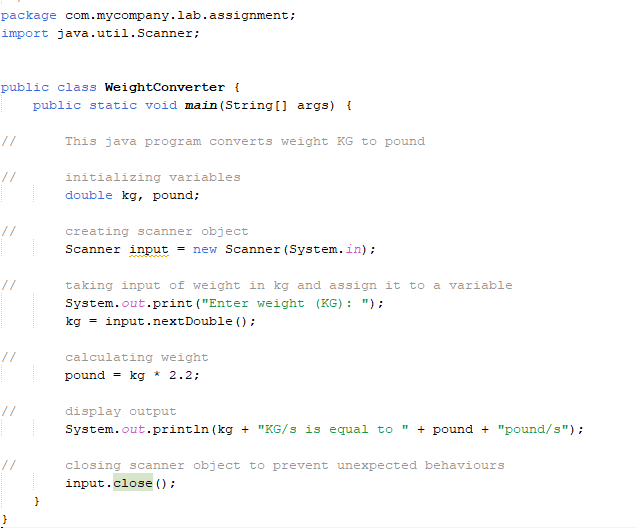 package com.mycompany.lab.assignment;
import java.util.Scanner;
public class WeightConverter {
public static void main(String[] args) {
//      This java program converts weight KG to pound
//      initializing variables
double kg, pound;
//      creating scanner object
Scanner input = new Scanner(System.in);
//      taking input of weight in kg and assign it to a variable
System.out.print("Enter weight (KG): ");
kg = input.nextDouble();
//      calculating weight
pound = kg * 2.2;
//      display output
System.out.println(kg + "KG/s is equal to " + pound + "pound/s");
//      closing scanner object to prevent unexpected behaviours
input.close();
}
}